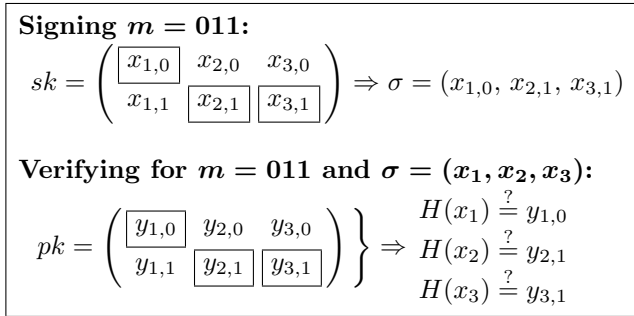 Signing m = 011:
sk = ( x_{1,0} x_{2,0} x_{3,0}
x_{1,1} x_{2,1} x_{3,1} ) ⇒ σ = (x_{1,0}, x_{2,1}, x_{3,1})
Verifying for m = 011 and σ = (x_1, x_2, x_3):
pk = ( y_{1,0} y_{2,0} y_{3,0}
y_{1,1} y_{2,1} y_{3,1} ) } ⇒
H(x_1) ≟ y_{1,0}
H(x_2) ≟ y_{2,1}
H(x_3) ≟ y_{3,1}